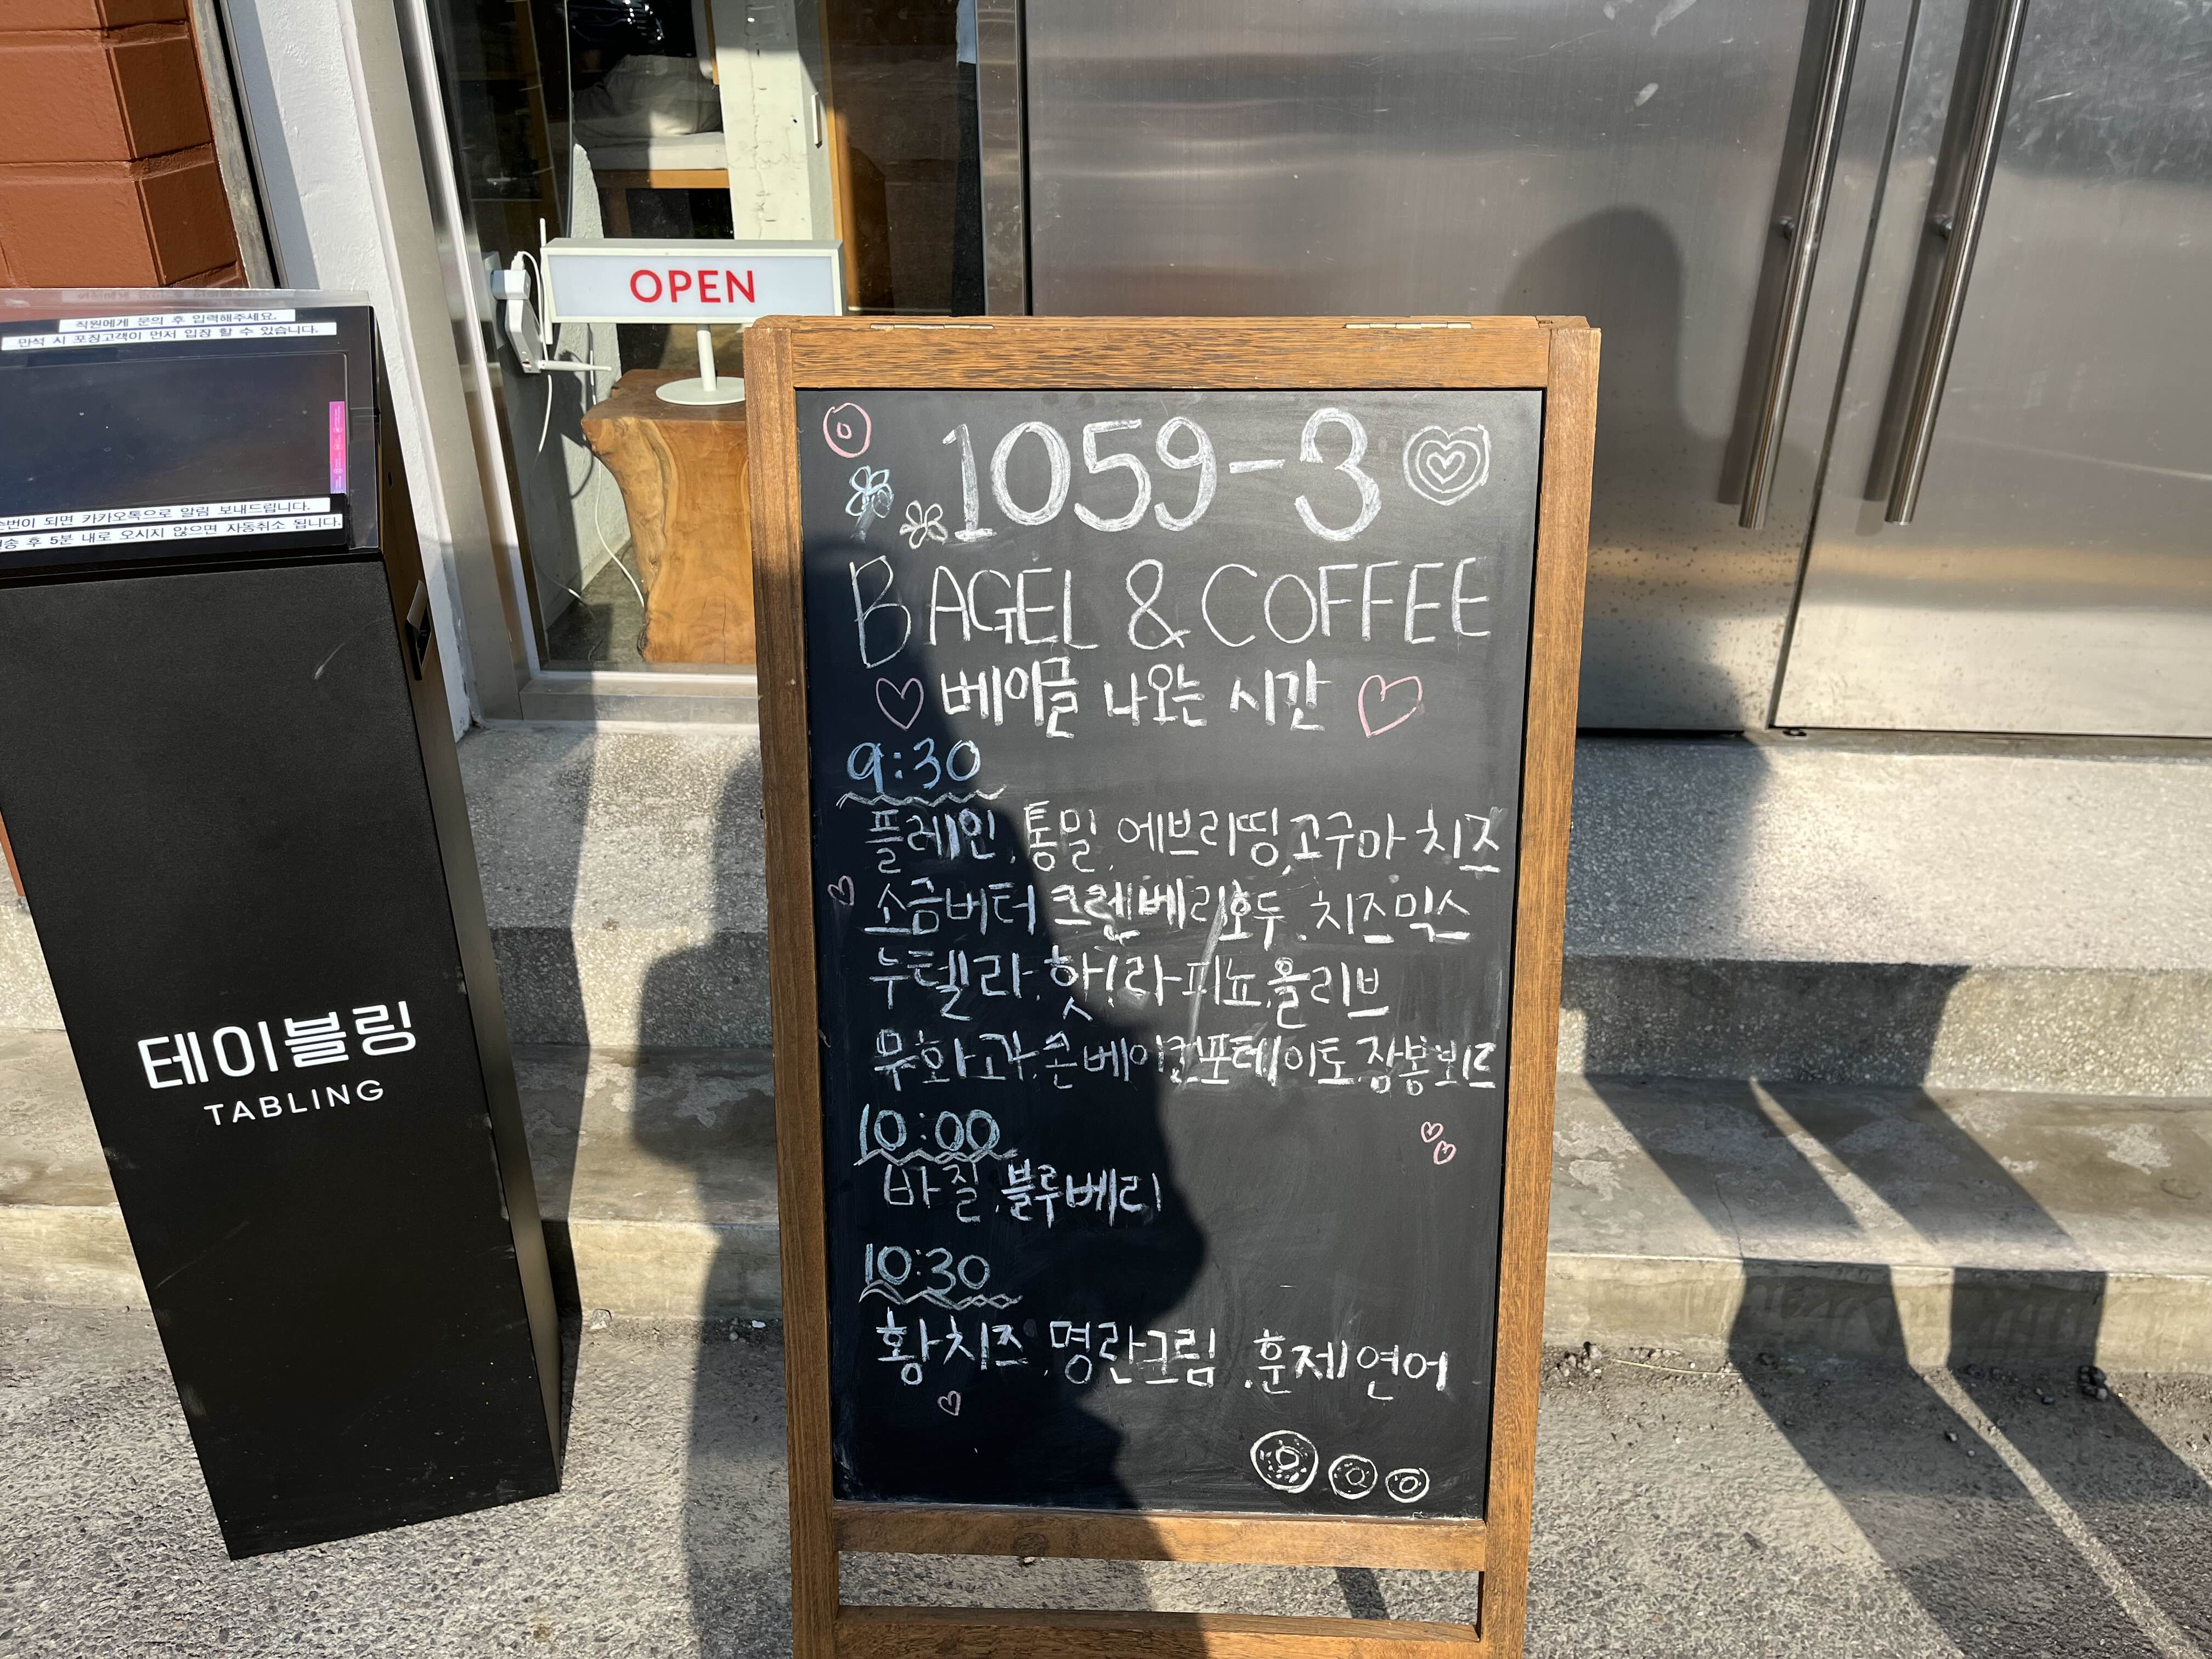 OPEN
직원에게 문의 후 입력해주세요.
만석 시 포장고객이 먼저 입장 할 수 있습니다.
순번이 되면 카카오톡으로 알림 보내드립니다.
전송 후 5분 내로 오시지 않으면 자동취소 됩니다.
테이블링
TABLING
1059-3
BAGEL & COFFEE
베이글 나오는 시간
9:30
플레인, 통밀, 에브리띵, 고구마 치즈
소금버터 크렌베리호두, 치즈믹스
누텔라, 핫!라피뇨, 올리브
무화과, 콘베이컨포테이토, 잠봉뵈르
10:00
바질, 블루베리
10:30
황치즈, 명란크림, 훈제연어